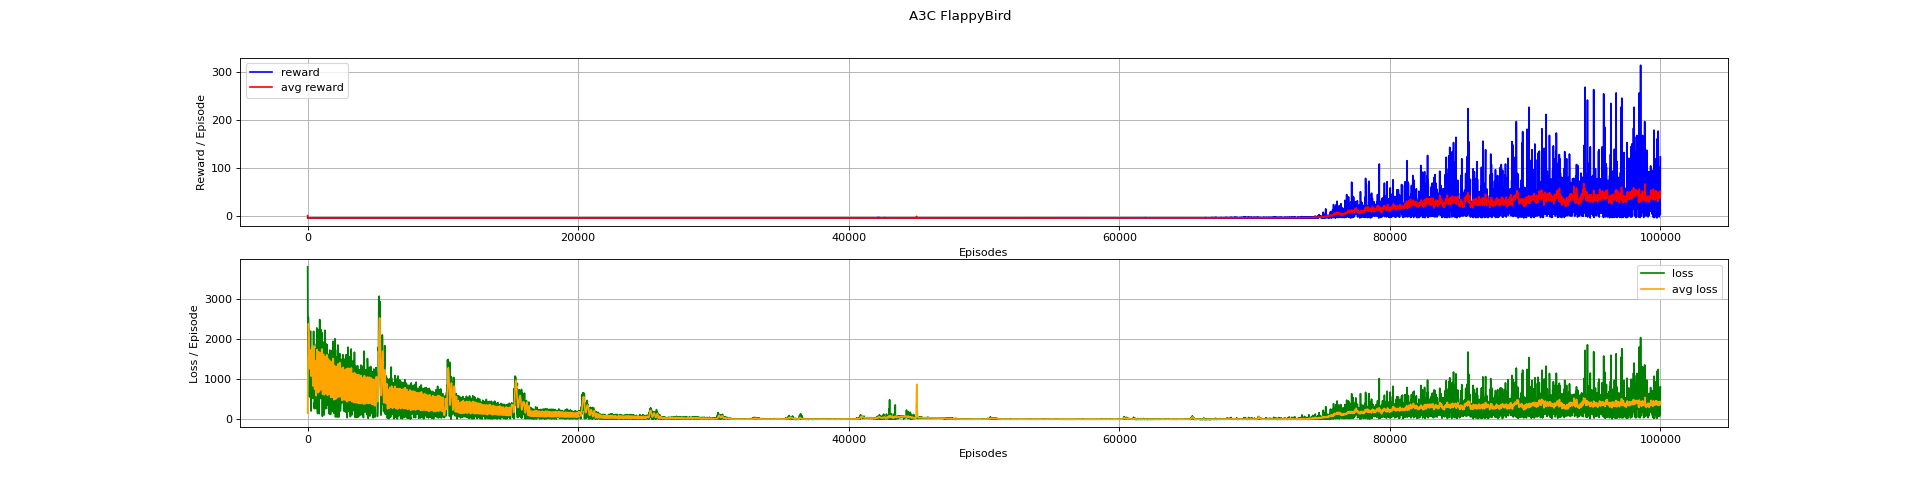 A3C FlappyBird
reward
avg reward
Reward / Episode
300
200
100
0
0 20000 40000 60000 80000 100000
Episodes
loss
avg loss
Loss / Episode
3000
2000
1000
0
0 20000 40000 60000 80000 100000
Episodes